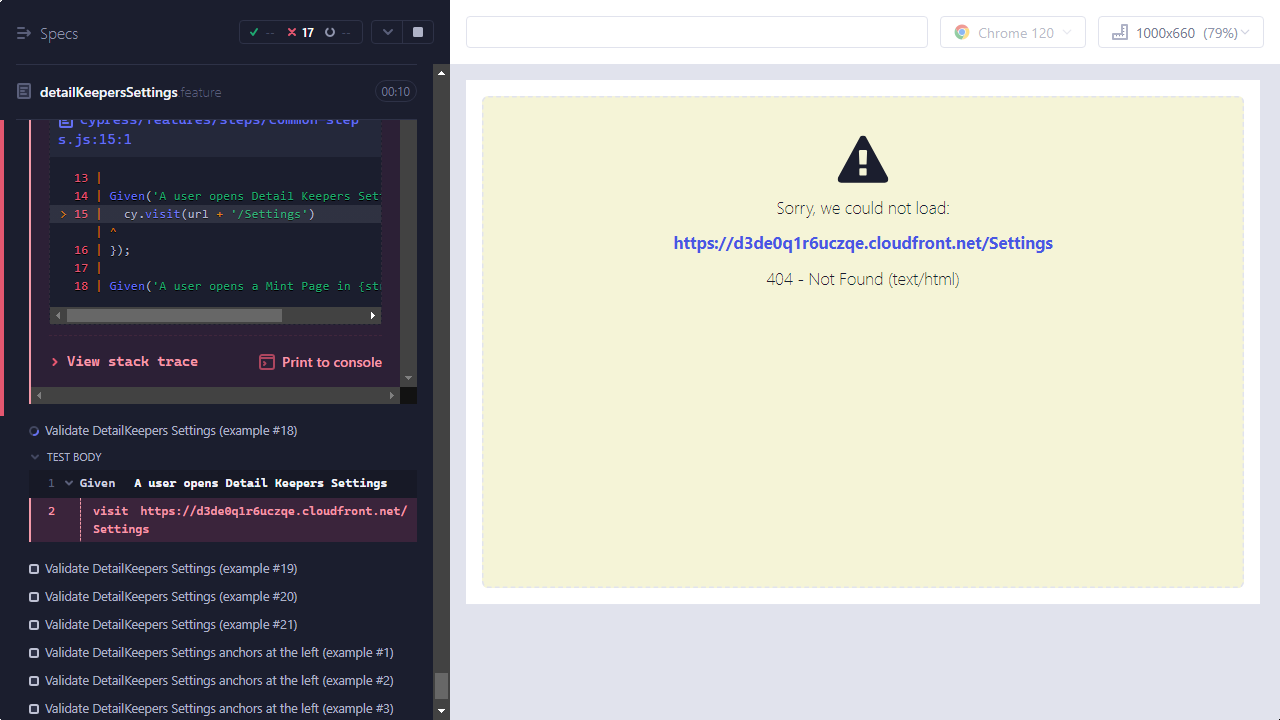 Specs
--
17
--
detailKeepersSettings feature
00:10
cypress/features/steps/common-step
s.js:15:1
13 |
14 | Given('A user opens Detail Keepers Set
> 15 |   cy.visit(url + '/Settings')
| ^
16 | });
17 |
18 | Given('A user opens a Mint Page in {str
> View stack trace
Print to console
Validate DetailKeepers Settings (example #18)
TEST BODY
1 Given A user opens Detail Keepers Settings
2 visit https://d3de0q1r6uczqe.cloudfront.net/
Settings
Validate DetailKeepers Settings (example #19)
Validate DetailKeepers Settings (example #20)
Validate DetailKeepers Settings (example #21)
Validate DetailKeepers Settings anchors at the left (example #1)
Validate DetailKeepers Settings anchors at the left (example #2)
Validate DetailKeepers Settings anchors at the left (example #3)
Chrome 120
1000x660 (79%)
Sorry, we could not load:
https://d3de0q1r6uczqe.cloudfront.net/Settings
404 - Not Found (text/html)